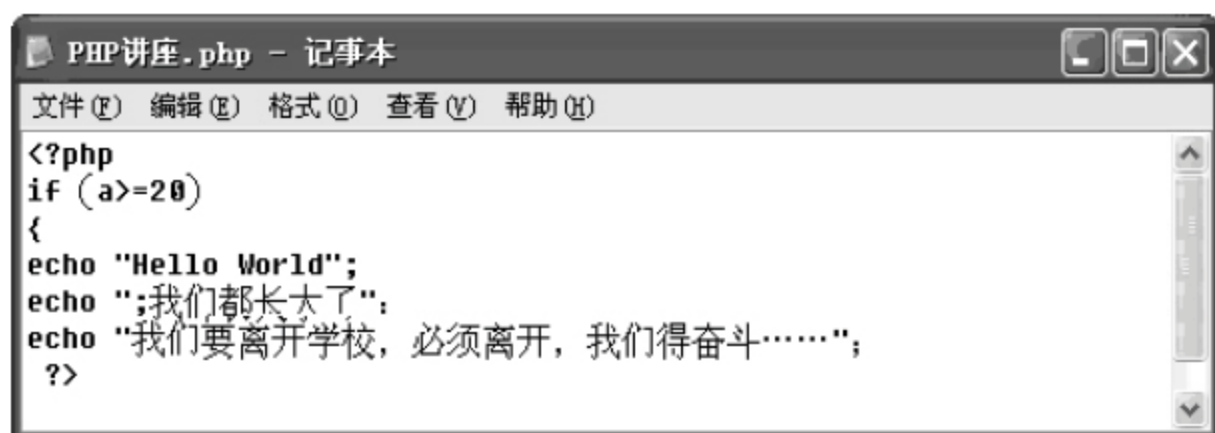 PHP讲座.php - 记事本
文件(F) 编辑(E) 格式(O) 查看(V) 帮助(H)
<?php
if (a>=20)
{
echo "Hello World";
echo ";我们都长大了";
echo "我们要离开学校，必须离开，我们得奋斗……";
?>